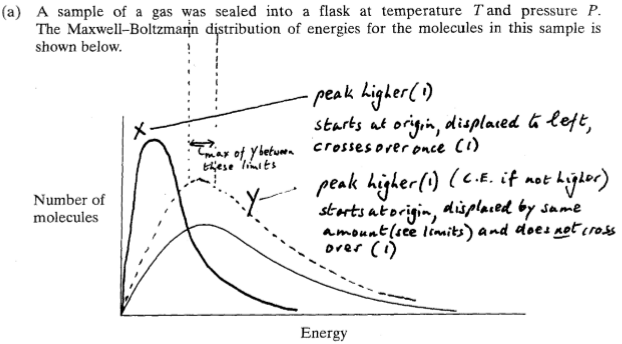 (a) A sample of a gas was sealed into a flask at temperature T and pressure P.
The Maxwell–Boltzmann distribution of energies for the molecules in this sample is
shown below.
peak higher (1)
starts at origin, displaced to left,
crosses over once (1)
X
max of Y between
these limits
peak higher (1) (C.E. if not higher)
starts at origin, displaced by same
amount (see limits) and does not cross
over (1)
Y
Number of
molecules
Energy